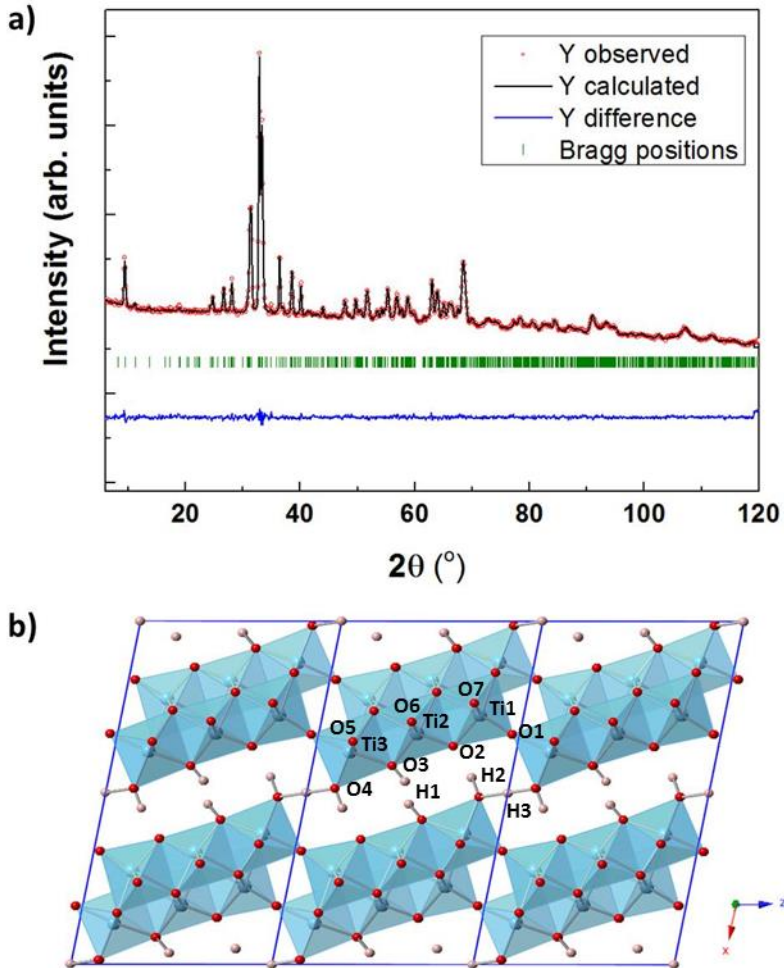 a)
Intensity (arb. units)
Y observed
Y calculated
Y difference
Bragg positions
20 40 60 80 100 120
2θ (°)
b)
O7
O6 Ti1
O5 Ti2 O1
Ti3 O2
O3
O4 H1 H2
H3
z
x